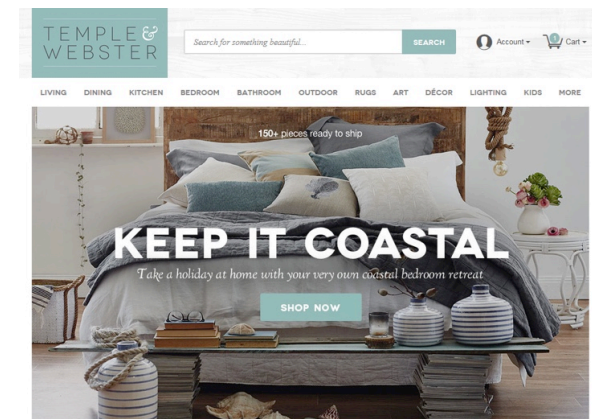 TEMPLE &
WEBSTER
Search for something beautiful...
SEARCH
Account
1
Cart
LIVING DINING KITCHEN BEDROOM BATHROOM OUTDOOR RUGS ART DÉCOR LIGHTING KIDS MORE
150+ pieces ready to ship
KEEP IT COASTAL
Take a holiday at home with your very own coastal bedroom retreat
SHOP NOW